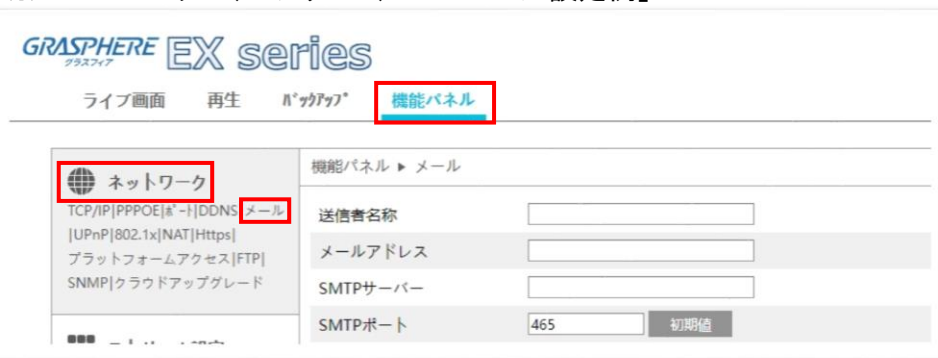 設定例】
GRASPHERE EX series
グラスフィア
ライブ画面 再生 バックアップ 機能パネル
ネットワーク
TCP/IP|PPPOE|ポート|DDNS|メール
|UPnP|802.1x|NAT|Https|
プラットフォームアクセス|FTP|
SNMP|クラウドアップグレード
機能パネル ▶ メール
送信者名称
メールアドレス
SMTPサーバー
SMTPポート 465 初期値